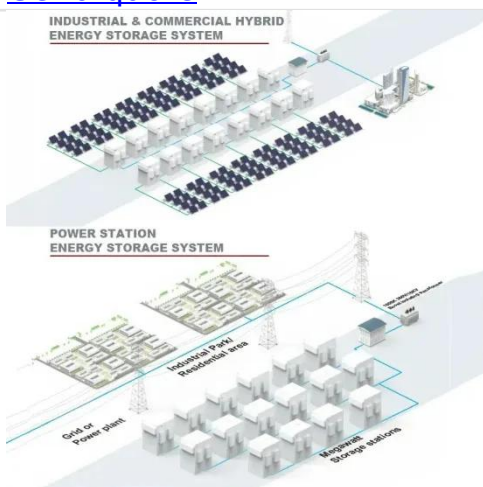 INDUSTRIAL & COMMERCIAL HYBRID
ENERGY STORAGE SYSTEM
POWER STATION
ENERGY STORAGE SYSTEM
Industrial Park/
Residential area
Grid or
Power plant
Megawatt
Storage stations